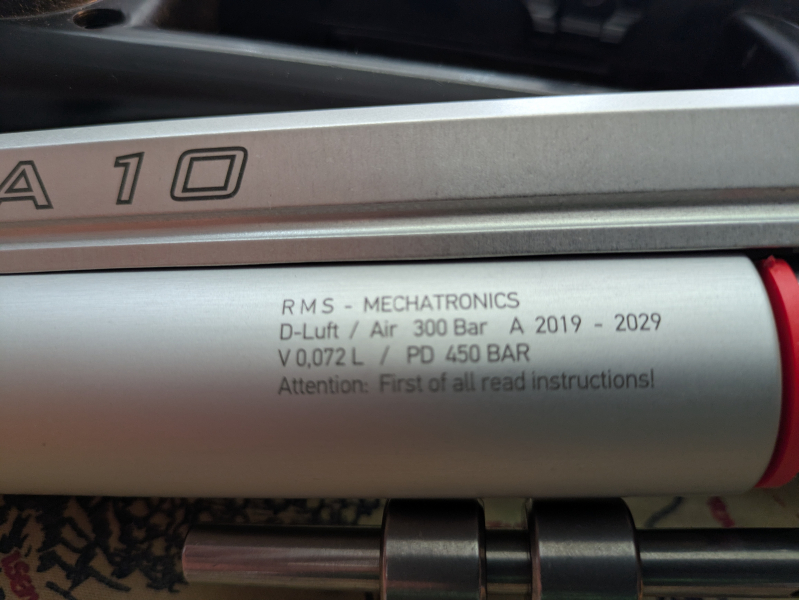 A 10
RMS - MECHATRONICS
D-Luft / Air 300 Bar A 2019 - 2029
V 0,072 L / PD 450 BAR
Attention: First of all read instructions!